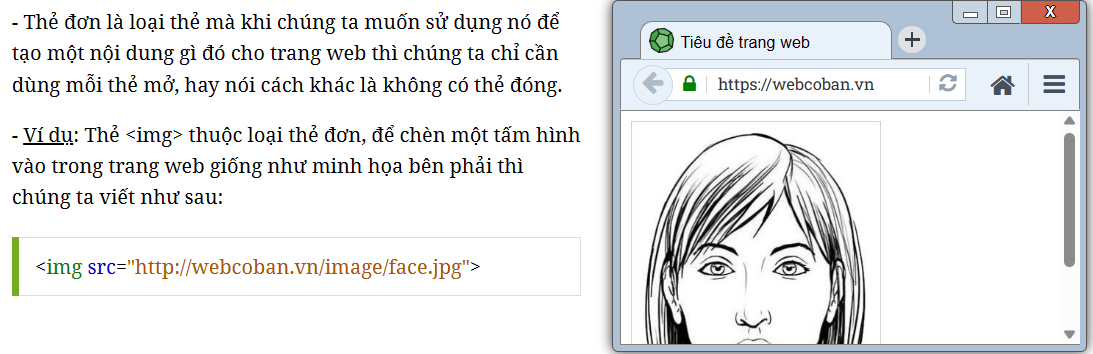 - Thẻ đơn là loại thẻ mà khi chúng ta muốn sử dụng nó để
tạo một nội dung gì đó cho trang web thì chúng ta chỉ cần
dùng mỗi thẻ mở, hay nói cách khác là không có thẻ đóng.
- Ví dụ: Thẻ <img> thuộc loại thẻ đơn, để chèn một tấm hình
vào trong trang web giống như minh họa bên phải thì
chúng ta viết như sau:
<img src="http://webcoban.vn/image/face.jpg">
Tiêu đề trang web
https://webcoban.vn